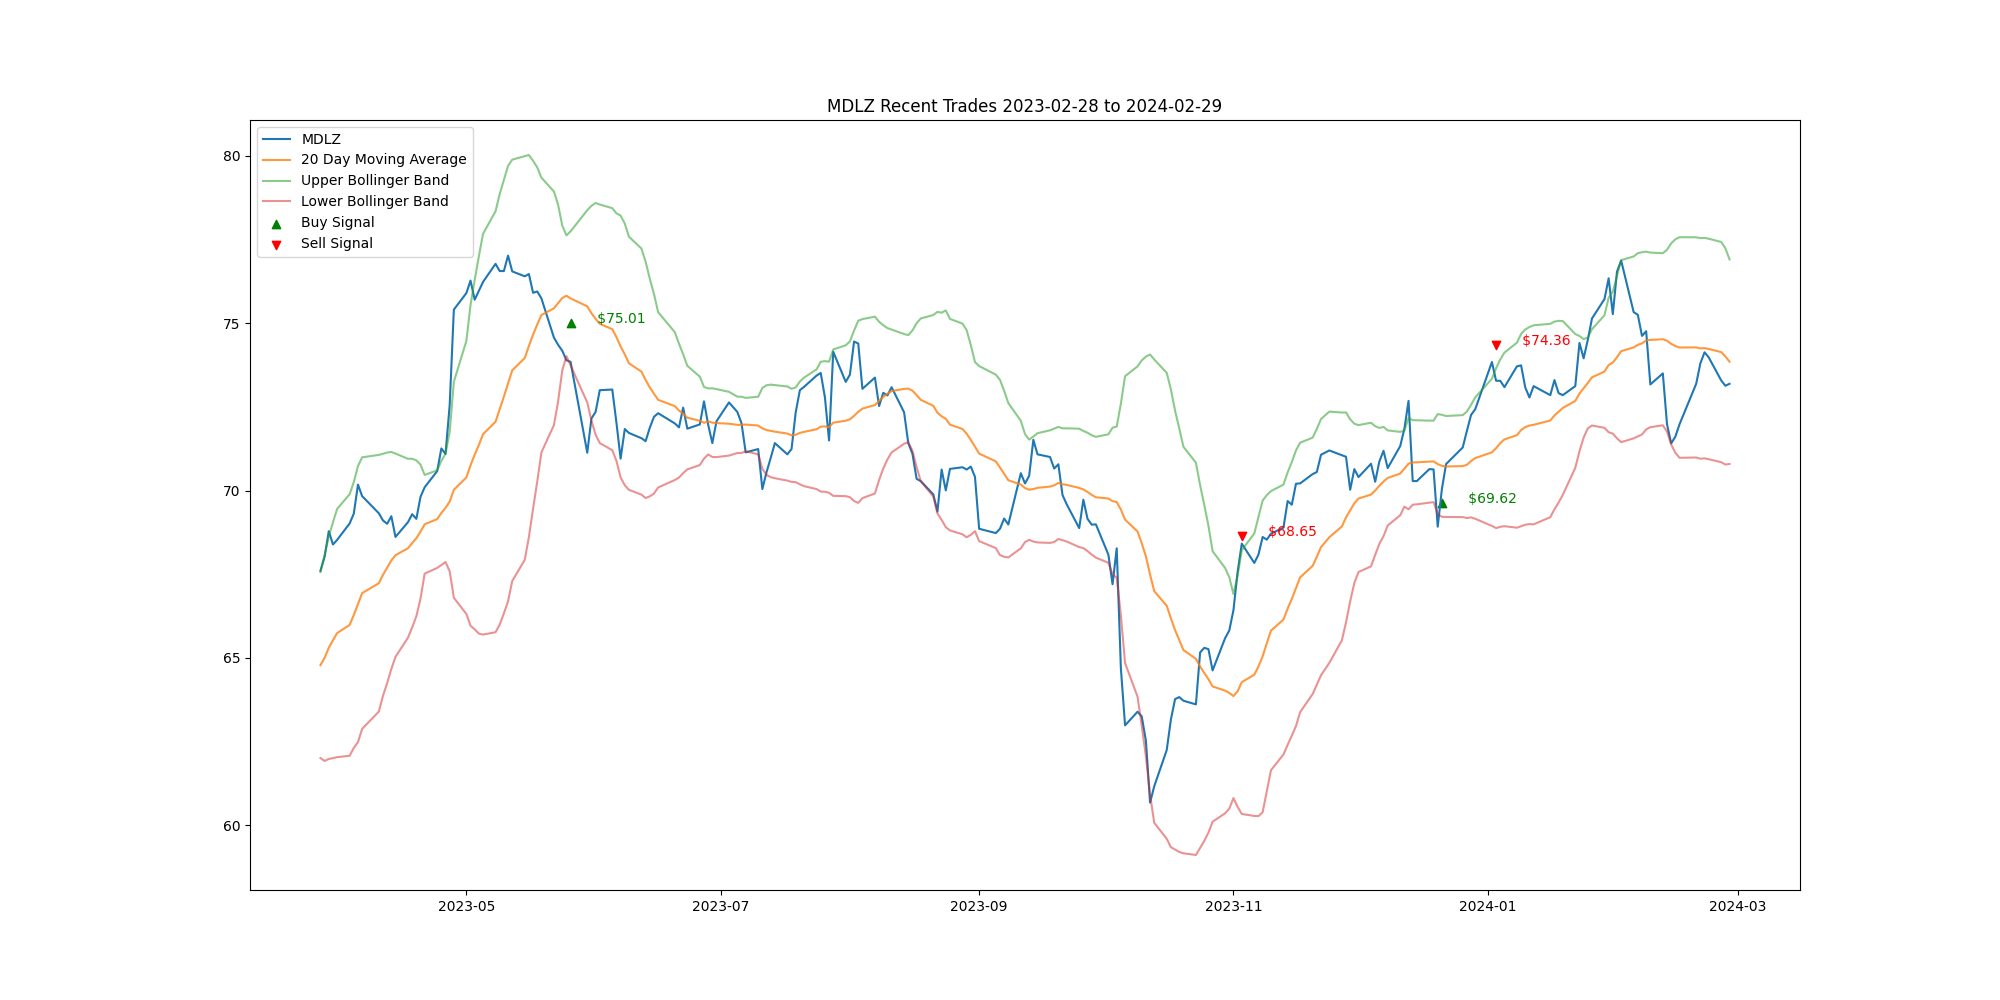 MDLZ Recent Trades 2023-02-28 to 2024-02-29
MDLZ
20 Day Moving Average
Upper Bollinger Band
Lower Bollinger Band
Buy Signal
Sell Signal
80
75
70
65
60
$75.01
$74.36
$69.62
$68.65
2023-05
2023-07
2023-09
2023-11
2024-01
2024-03